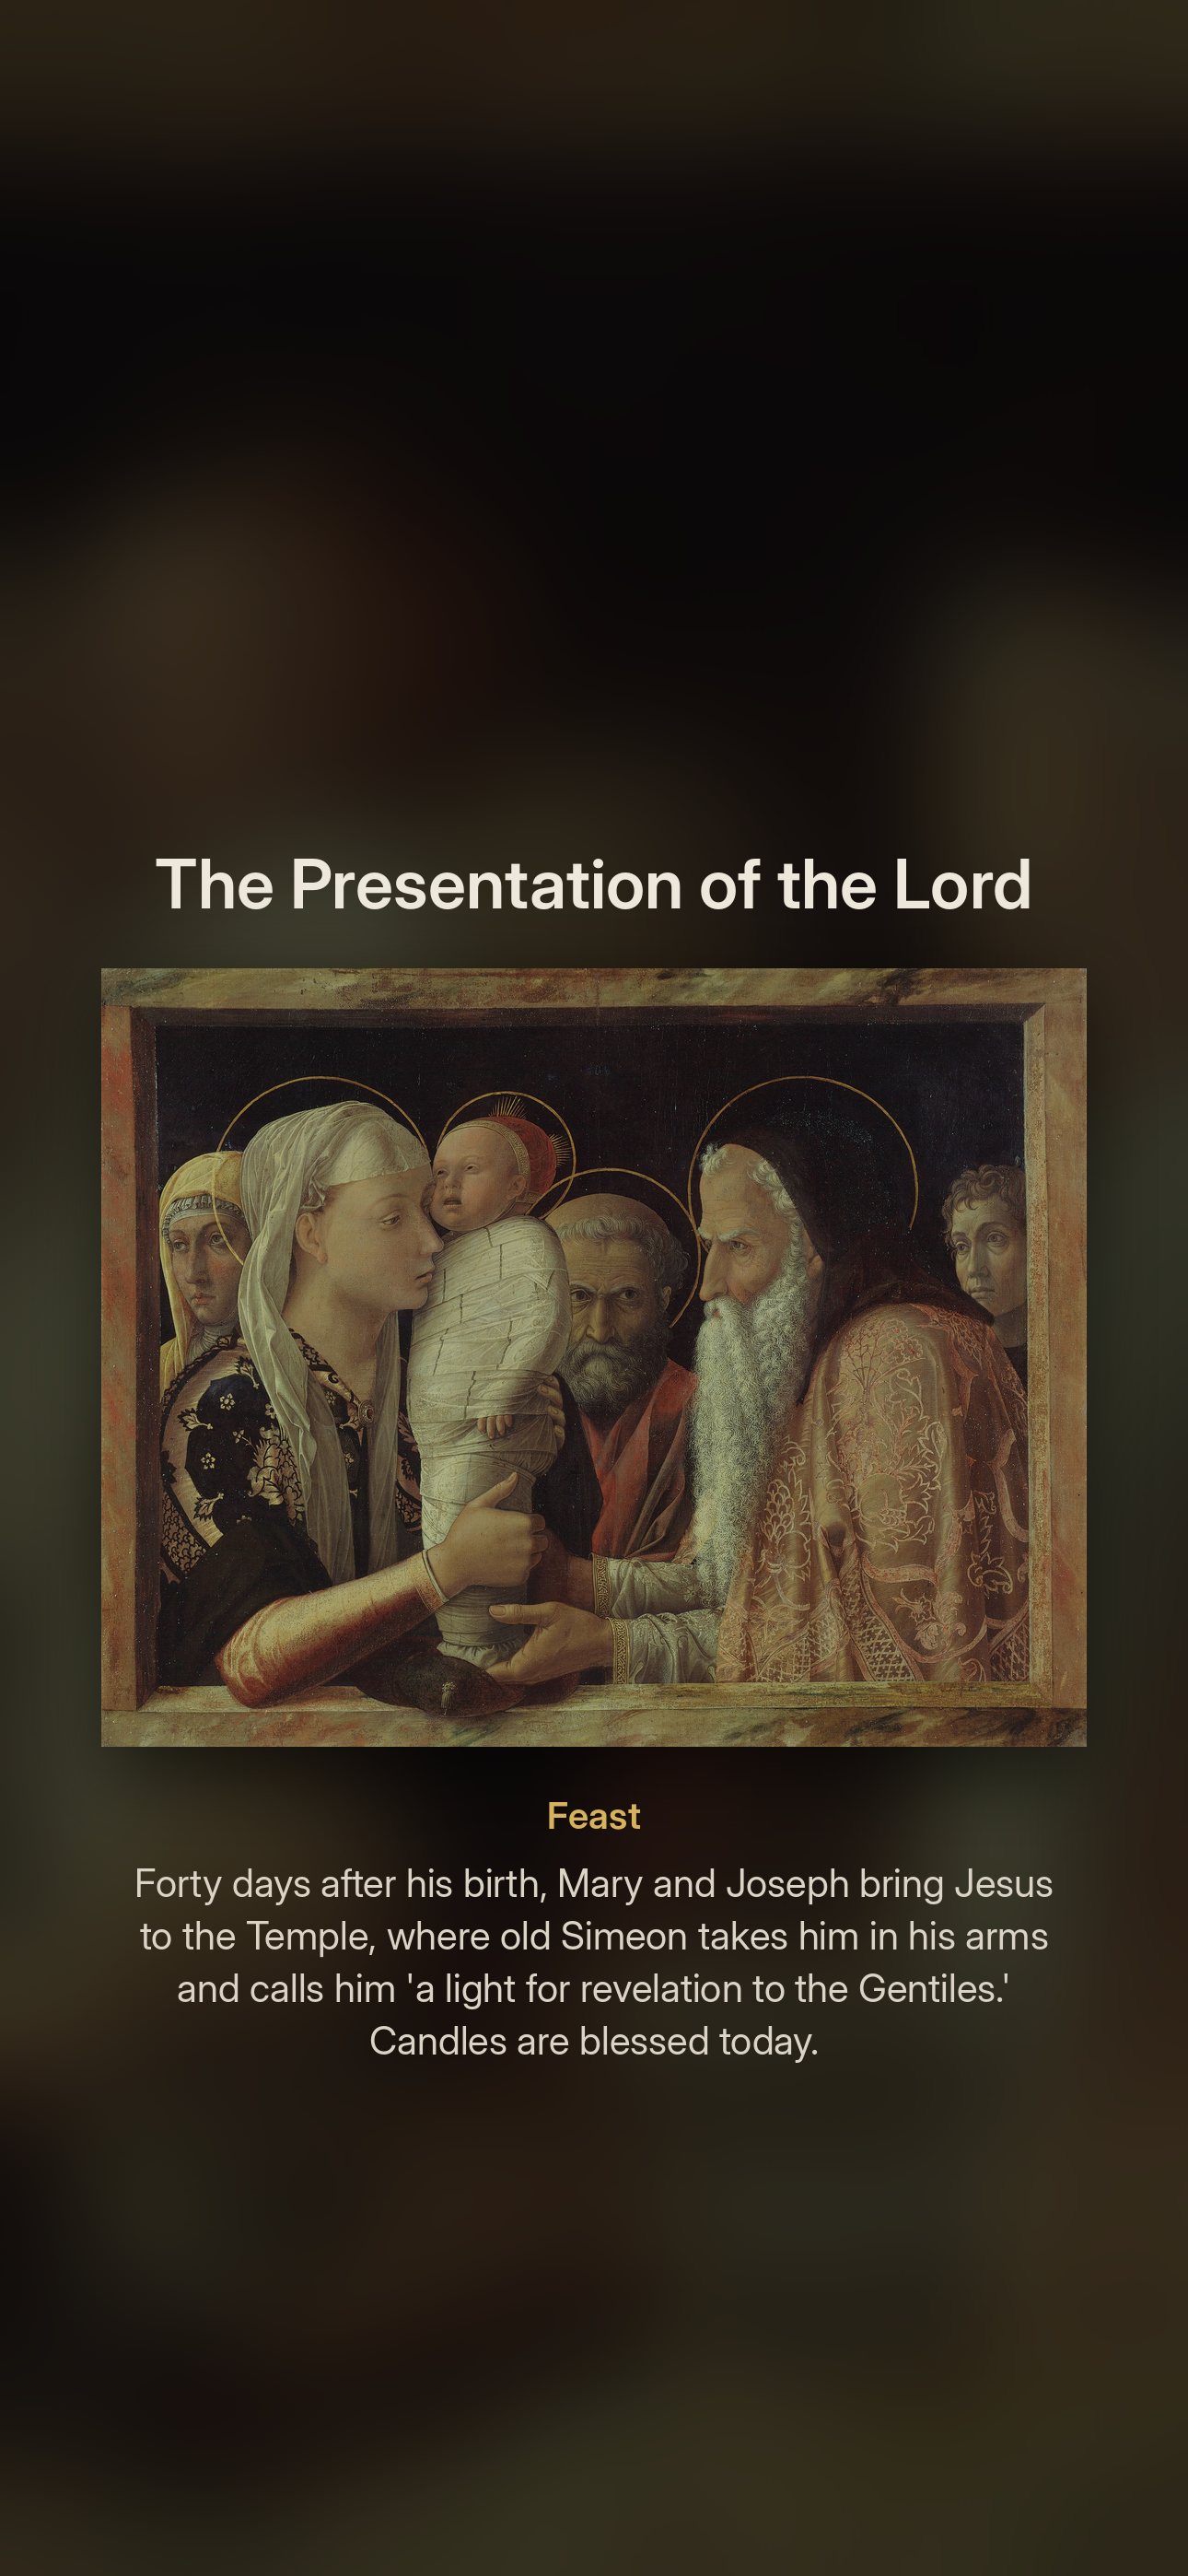 The Presentation of the Lord
Feast
Forty days after his birth, Mary and Joseph bring Jesus
to the Temple, where old Simeon takes him in his arms
and calls him 'a light for revelation to the Gentiles.'
Candles are blessed today.